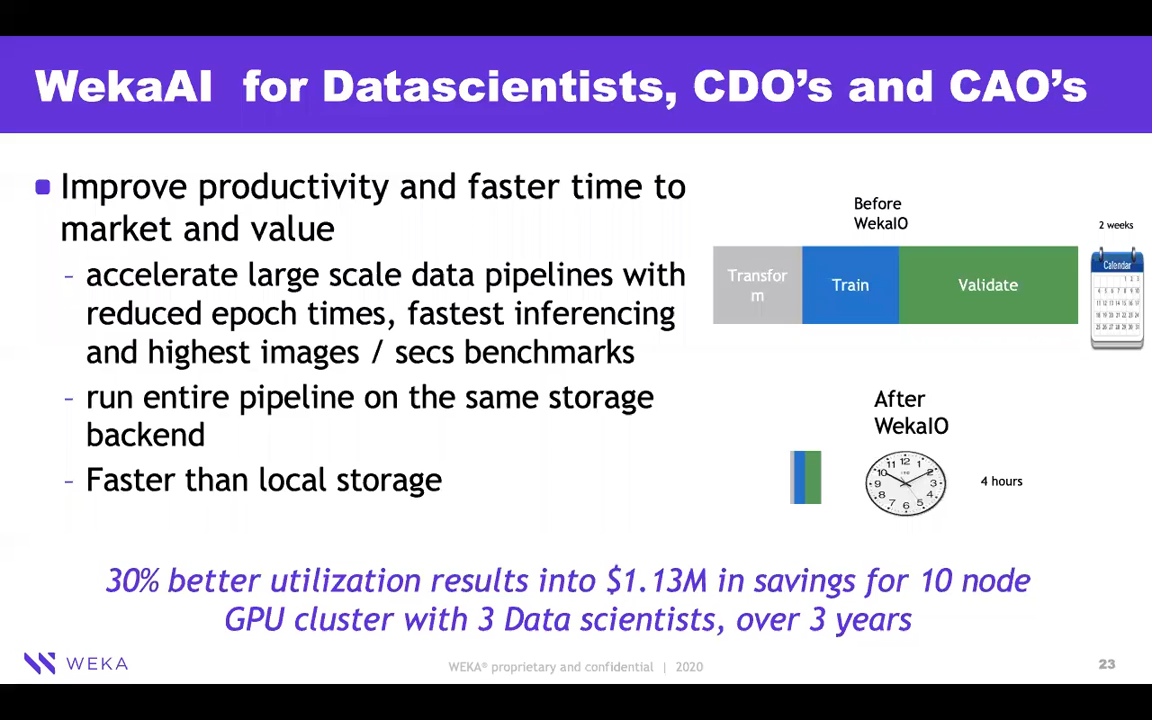 WekaAI  for Datascientists, CDO's and CAO's
Improve productivity and faster time to
market and value
- accelerate large scale data pipelines with
reduced epoch times, fastest inferencing
and highest images / secs benchmarks
- run entire pipeline on the same storage
backend
- Faster than local storage
Before
WekaIO
2 weeks
Transfor
m
Train
Validate
Calendar
After
WekaIO
4 hours
30% better utilization results into $1.13M in savings for 10 node
GPU cluster with 3 Data scientists, over 3 years
WEKA
WEKA® proprietary and confidential | 2020
23